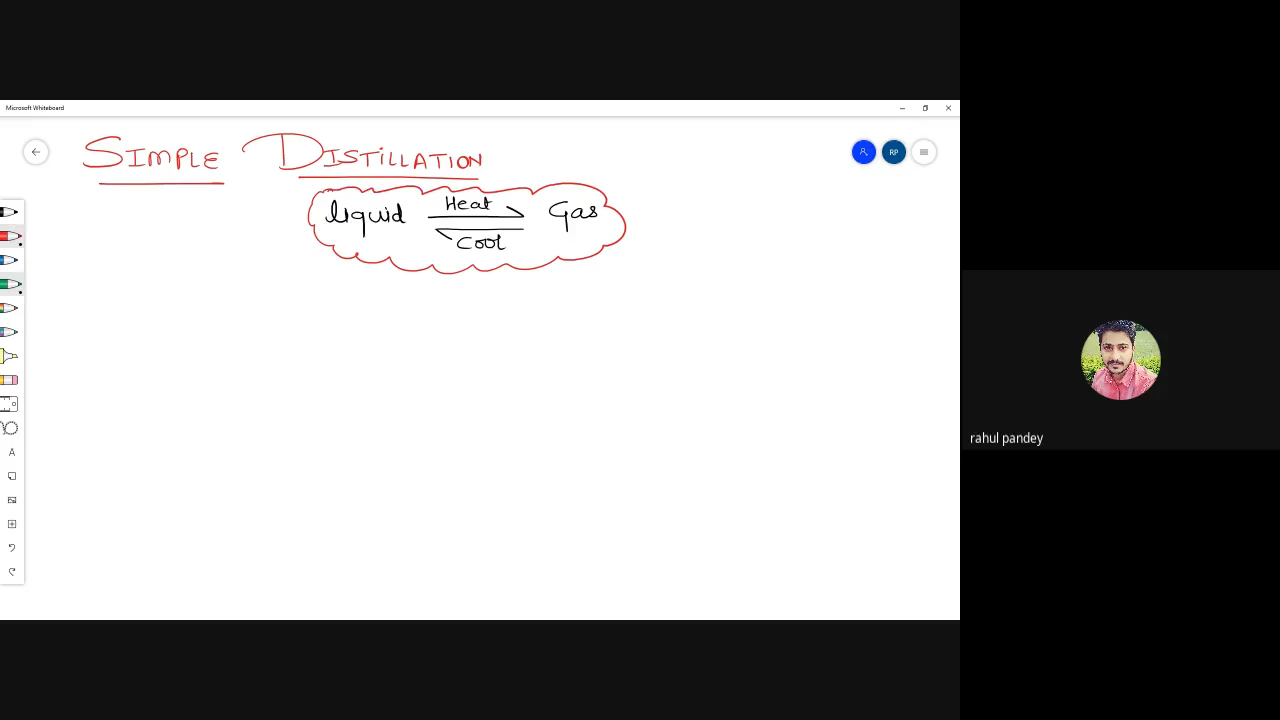 Microsoft Whiteboard
SIMPLE DISTILLATION
RP
liquid Heat Gas
Cool
A
rahul pandey